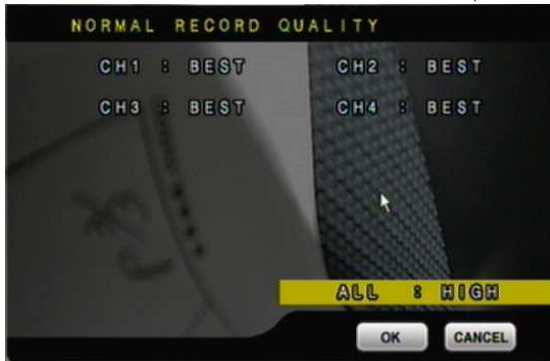 NORMAL RECORD QUALITY
CH1 : BEST CH2 : BEST
CH3 : BEST CH4 : BEST
ALL : HIGH
OK CANCEL